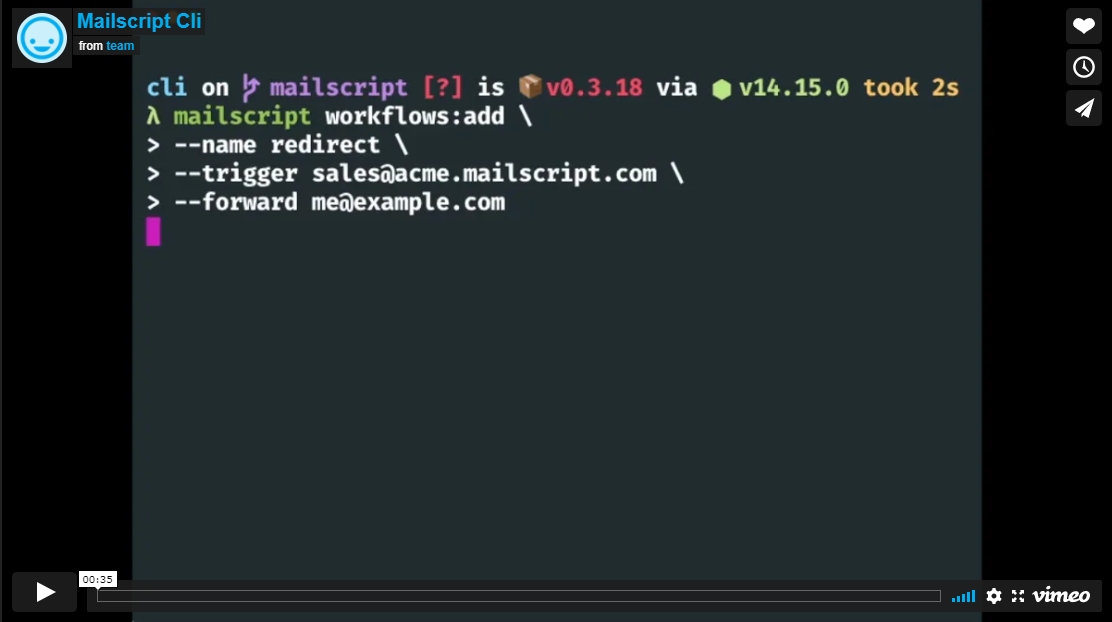 Mailscript Cli
from team
cli on mailscript [?] is v0.3.18 via v14.15.0 took 2s
λ mailscript workflows:add \
> --name redirect \
> --trigger sales@acme.mailscript.com \
> --forward me@example.com
00:35
vimeo